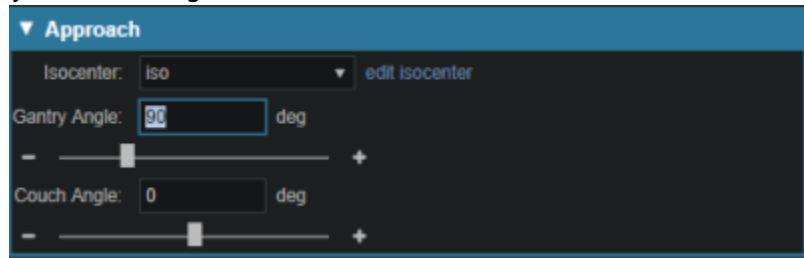 ▼ Approach
Isocenter: iso ▼ edit isocenter
Gantry Angle: 90 deg
- +
Couch Angle: 0 deg
- +